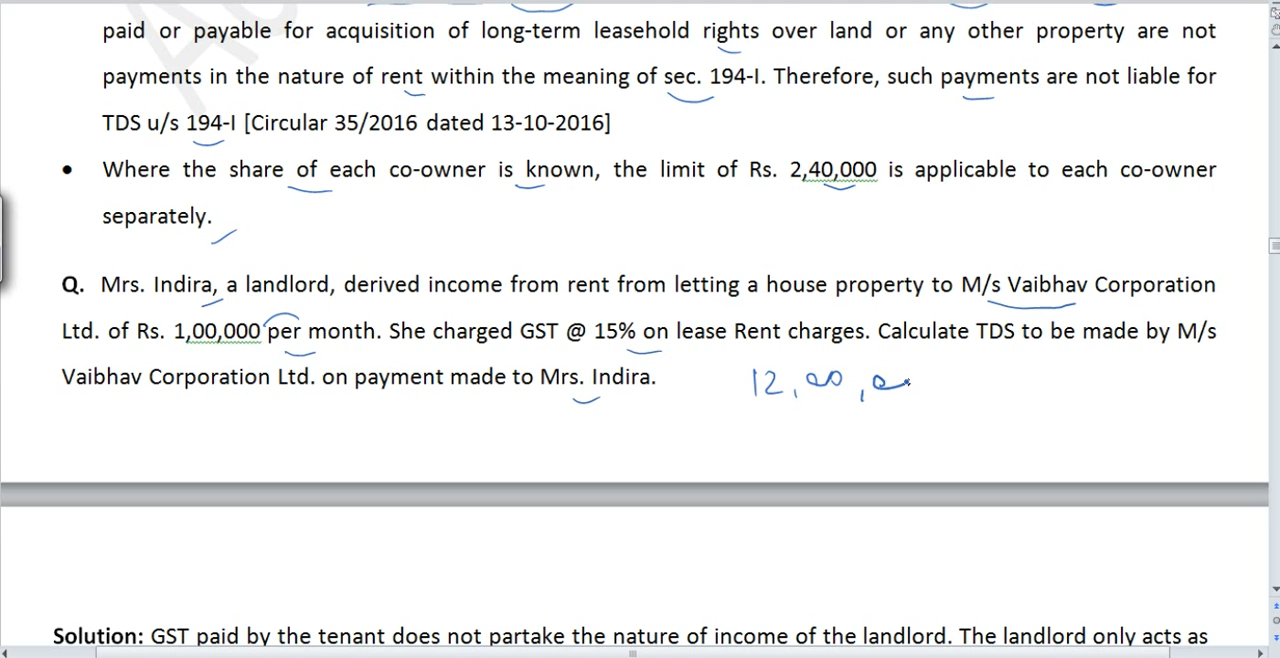 paid or payable for acquisition of long-term leasehold rights over land or any other property are not
payments in the nature of rent within the meaning of sec. 194-I. Therefore, such payments are not liable for
TDS u/s 194-I [Circular 35/2016 dated 13-10-2016]
• Where the share of each co-owner is known, the limit of Rs. 2,40,000 is applicable to each co-owner
separately.
Q. Mrs. Indira, a landlord, derived income from rent from letting a house property to M/s Vaibhav Corporation
Ltd. of Rs. 1,00,000 per month. She charged GST @ 15% on lease Rent charges. Calculate TDS to be made by M/s
Vaibhav Corporation Ltd. on payment made to Mrs. Indira.
12,00,0
Solution: GST paid by the tenant does not partake the nature of income of the landlord. The landlord only acts as